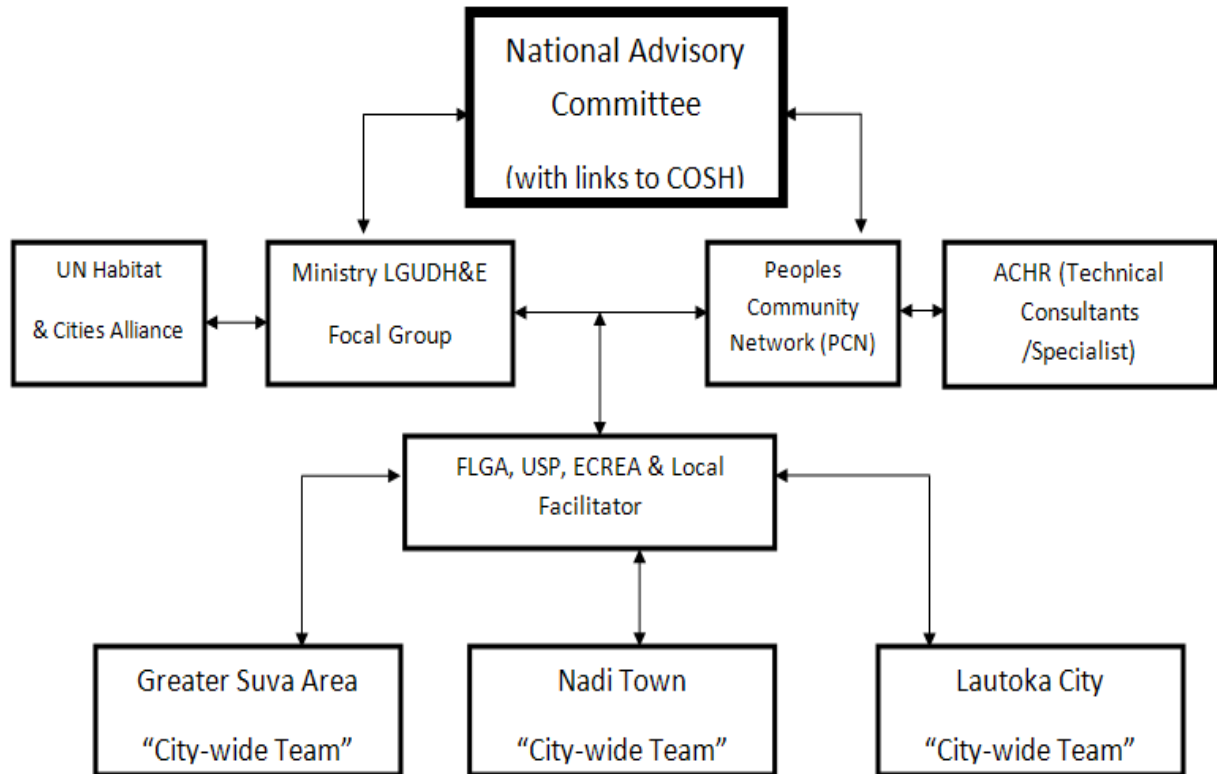 National Advisory
Committee
(with links to COSH)
UN Habitat
& Cities Alliance
Ministry LGUDH&E
Focal Group
Peoples
Community
Network (PCN)
ACHR (Technical
Consultants
/Specialist)
FLGA, USP, ECREA & Local
Facilitator
Greater Suva Area
“City-wide Team”
Nadi Town
“City-wide Team”
Lautoka City
“City-wide Team”